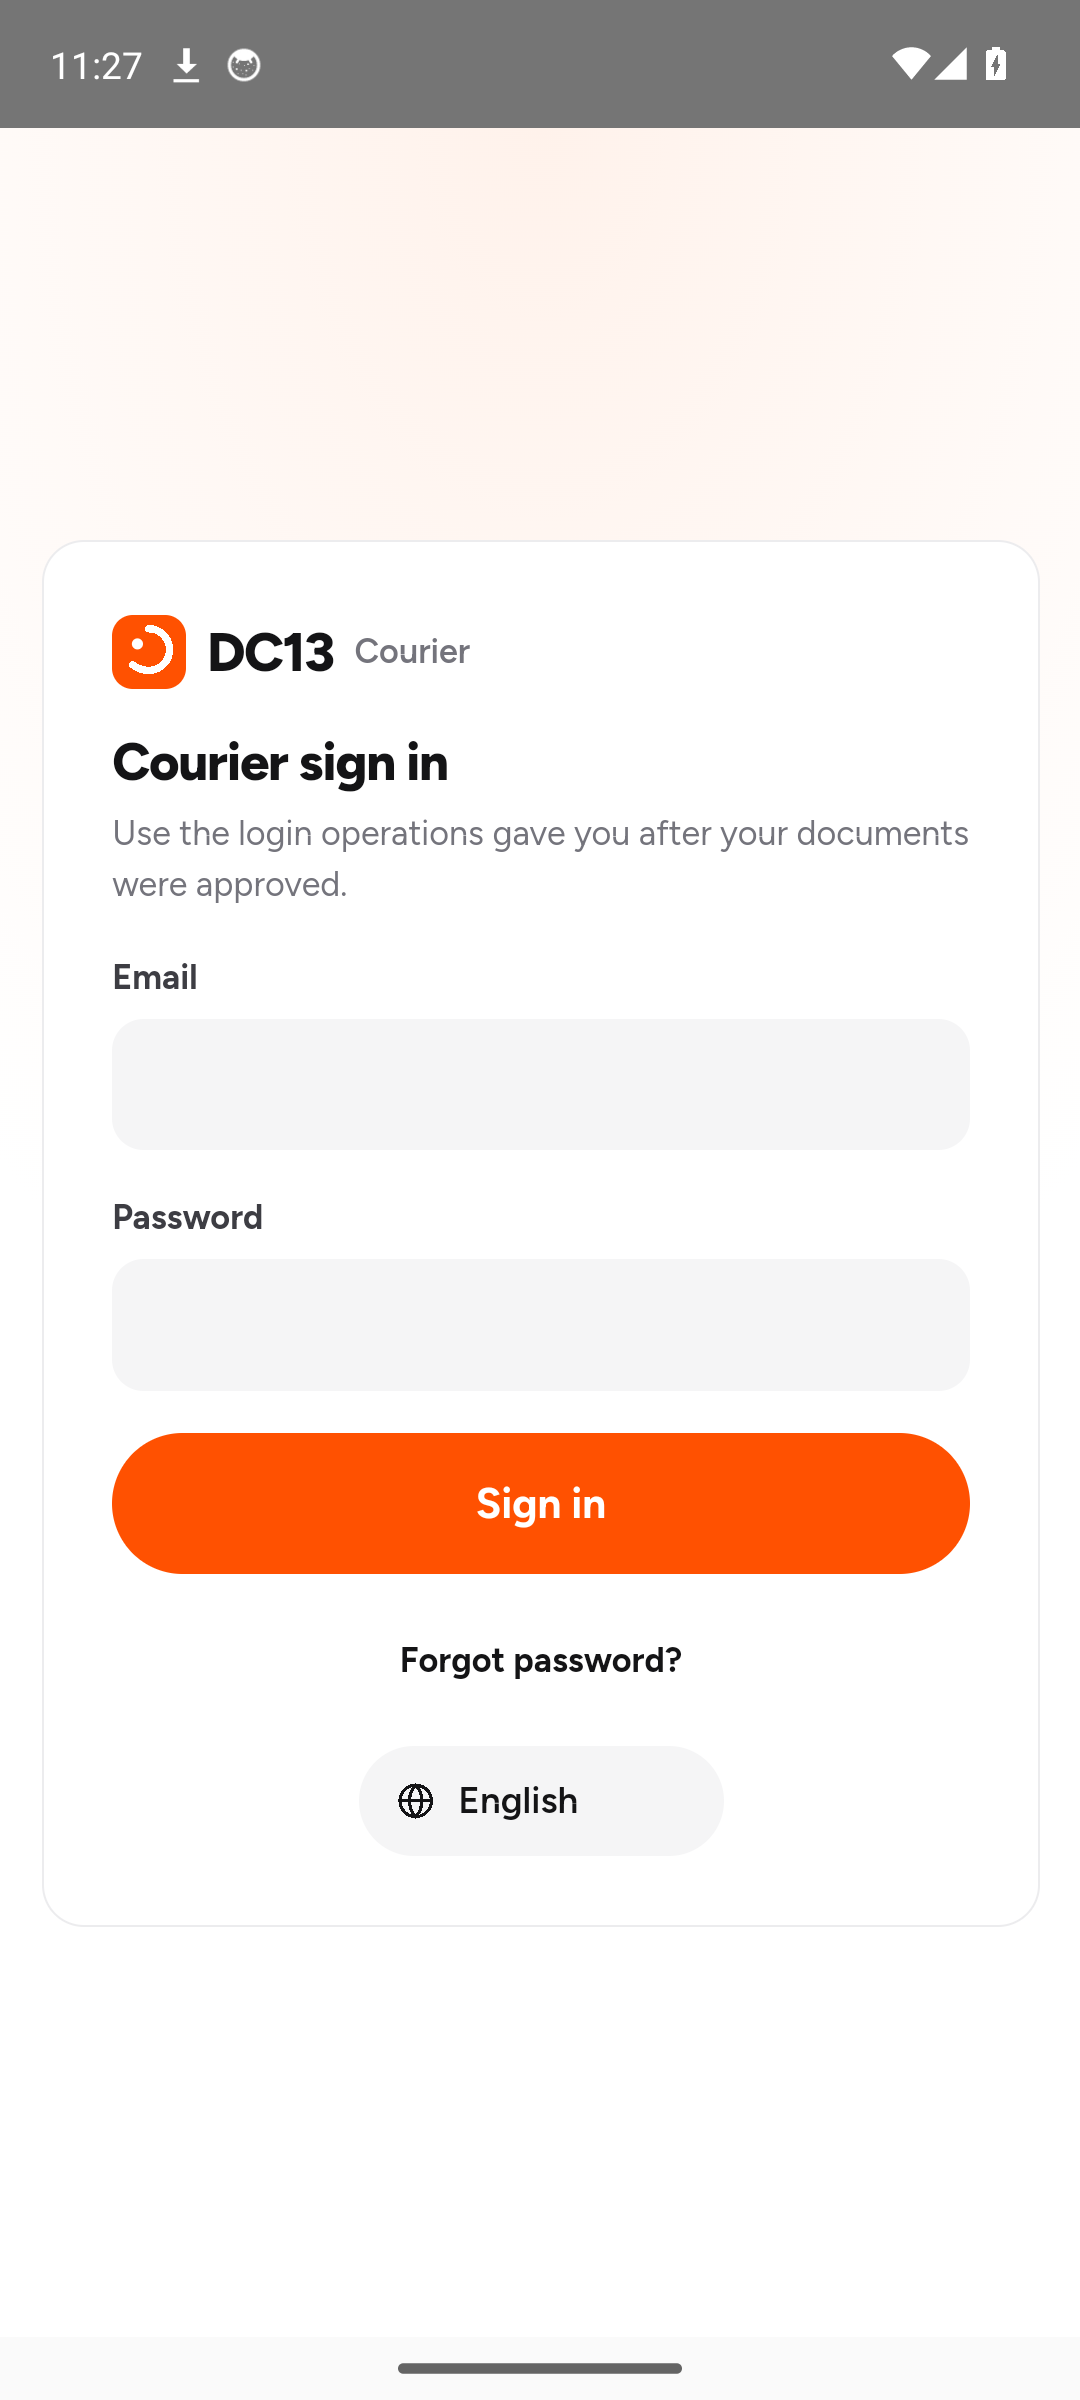 11:27
DC13 Courier
Courier sign in
Use the login operations gave you after your documents
were approved.
Email
Password
Sign in
Forgot password?
English